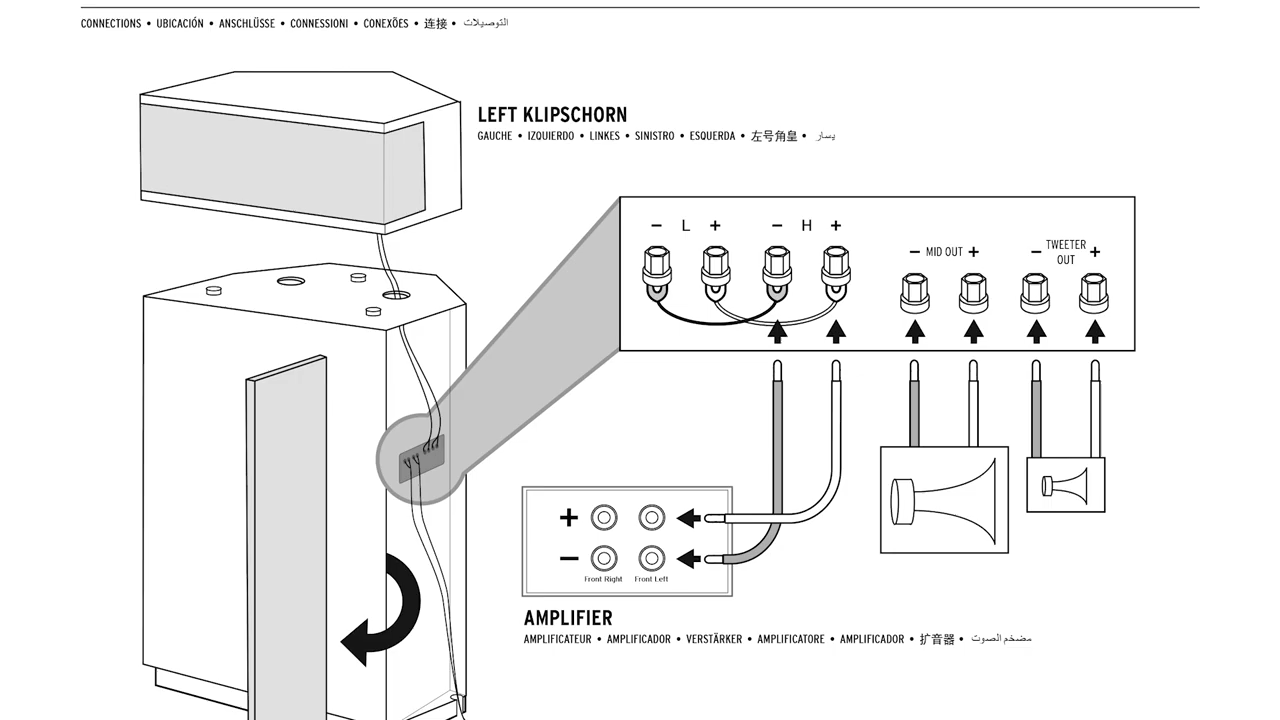 CONNECTIONS • UBICACIÓN • ANSCHLÜSSE • CONNESSIONI • CONEXÕES • 连接 • التوصيلات
LEFT KLIPSCHORN
GAUCHE • IZQUIERDO • LINKES • SINISTRO • ESQUERDA • 左号角皇 • يسار
− L + − H +
− MID OUT + − TWEETER OUT +
+
−
Front Right Front Left
AMPLIFIER
AMPLIFICATEUR • AMPLIFICADOR • VERSTÄRKER • AMPLIFICATORE • AMPLIFICADOR • 扩音器 • مضخم الصوت